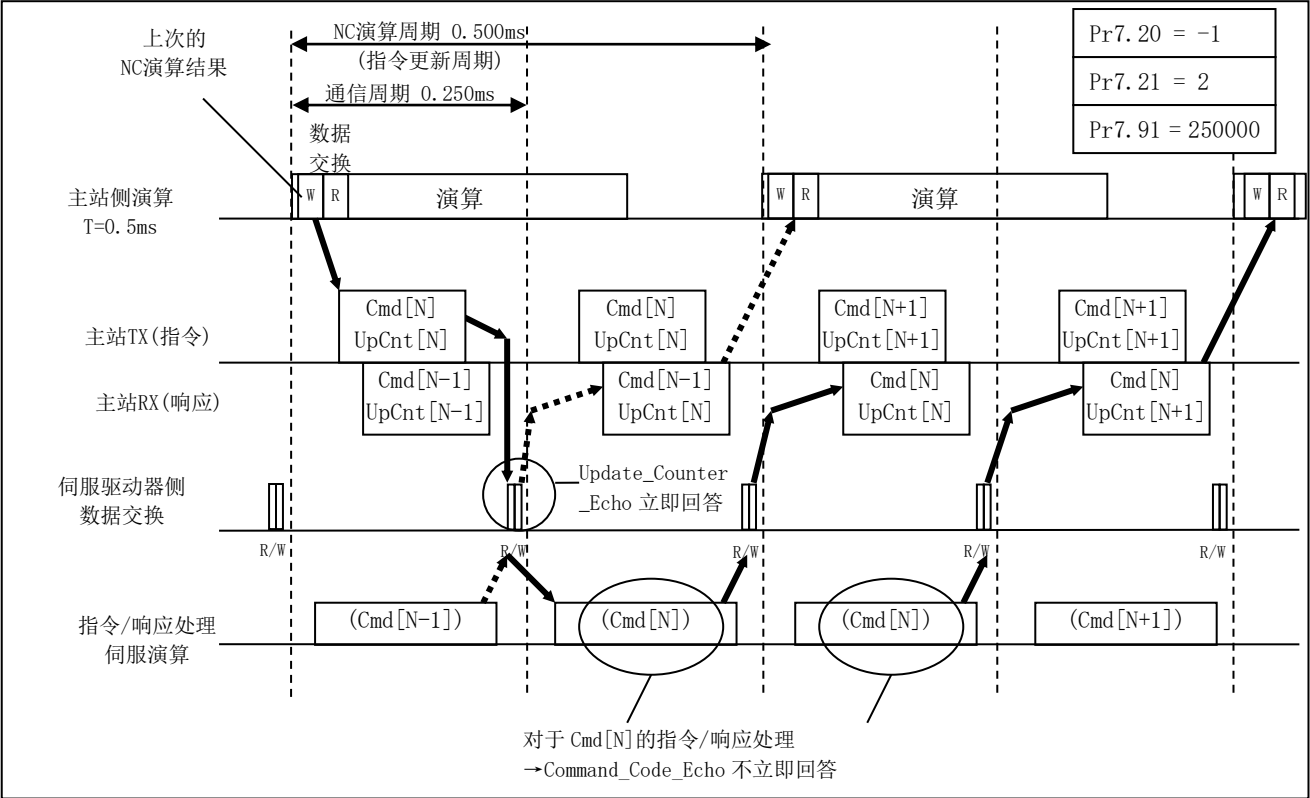 上次的
NC演算结果
NC演算周期 0.500ms
(指令更新周期)
通信周期 0.250ms
数据
交换
Pr7.20 = -1
Pr7.21 = 2
Pr7.91 = 250000
主站侧演算
T=0.5ms
W R 演算 W R 演算 W R
主站TX(指令)
Cmd[N] Cmd[N] Cmd[N+1] Cmd[N+1]
UpCnt[N] UpCnt[N] UpCnt[N+1] UpCnt[N+1]
主站RX(响应)
Cmd[N-1] Cmd[N-1] Cmd[N] Cmd[N]
UpCnt[N-1] UpCnt[N] UpCnt[N] UpCnt[N+1]
伺服驱动器侧
数据交换
Update_Counter
_Echo 立即回答
R/W R/W R/W R/W R/W
指令/响应处理
伺服演算
(Cmd[N-1]) (Cmd[N]) (Cmd[N]) (Cmd[N+1])
对于 Cmd[N]的指令/响应处理
→Command_Code_Echo 不立即回答